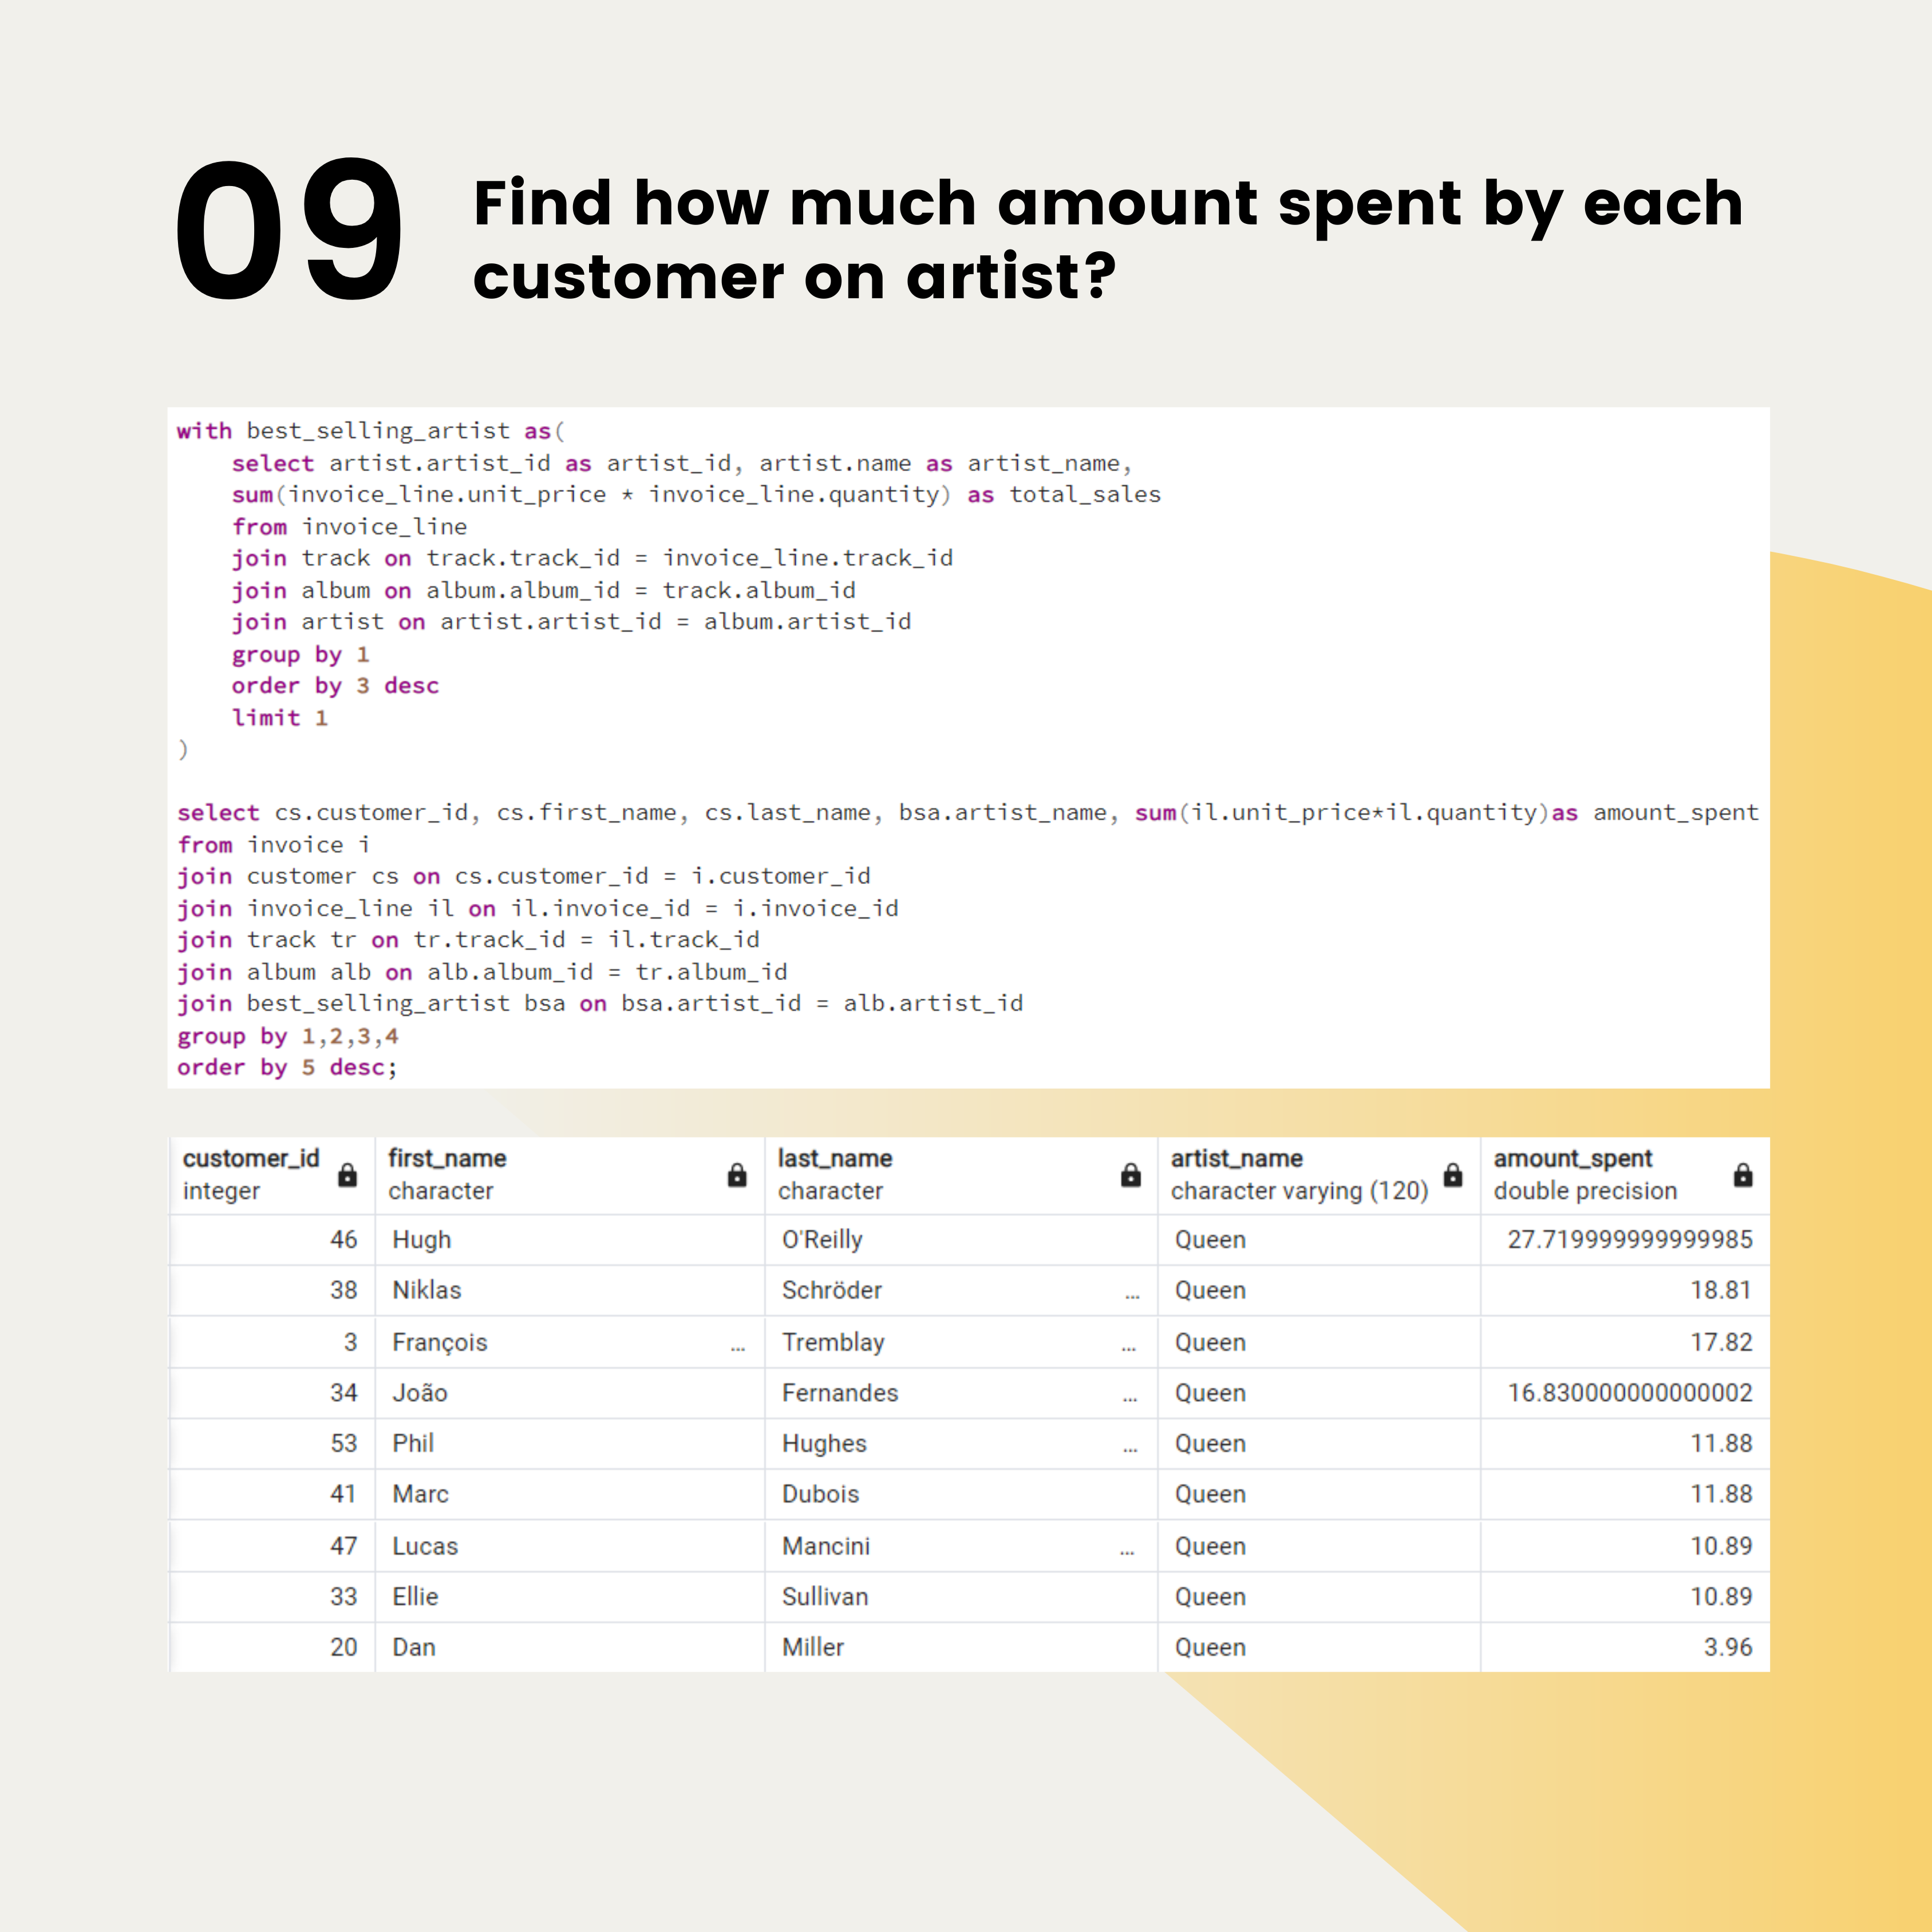 09
Find how much amount spent by each
customer on artist?
with best_selling_artist as(
select artist.artist_id as artist_id, artist.name as artist_name,
sum(invoice_line.unit_price * invoice_line.quantity) as total_sales
from invoice_line
join track on track.track_id = invoice_line.track_id
join album on album.album_id = track.album_id
join artist on artist.artist_id = album.artist_id
group by 1
order by 3 desc
limit 1
)
select cs.customer_id, cs.first_name, cs.last_name, bsa.artist_name, sum(il.unit_price*il.quantity)as amount_spent
from invoice i
join customer cs on cs.customer_id = i.customer_id
join invoice_line il on il.invoice_id = i.invoice_id
join track tr on tr.track_id = il.track_id
join album alb on alb.album_id = tr.album_id
join best_selling_artist bsa on bsa.artist_id = alb.artist_id
group by 1,2,3,4
order by 5 desc;
customer_id first_name last_name artist_name amount_spent
integer character character character varying (120) double precision
46 Hugh O'Reilly Queen 27.719999999999985
38 Niklas Schröder ... Queen 18.81
3 François ... Tremblay ... Queen 17.82
34 João Fernandes ... Queen 16.830000000000002
53 Phil Hughes ... Queen 11.88
41 Marc Dubois Queen 11.88
47 Lucas Mancini ... Queen 10.89
33 Ellie Sullivan Queen 10.89
20 Dan Miller Queen 3.96